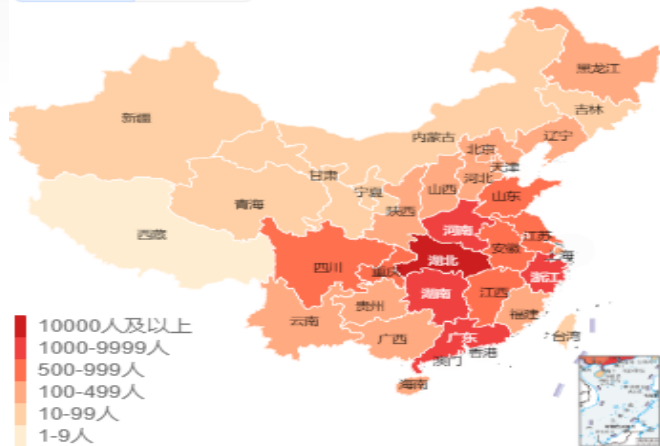 黑龙江
吉林
新疆
内蒙古
辽宁
北京
天津
甘肃
河北
宁夏
山西
山东
青海
陕西
河南
江苏
西藏
安徽
上海
湖北
四川
重庆
浙江
湖南
江西
贵州
福建
云南
台湾
广西
广东
香港
澳门
海南
10000人及以上
1000-9999人
500-999人
100-499人
10-99人
1-9人